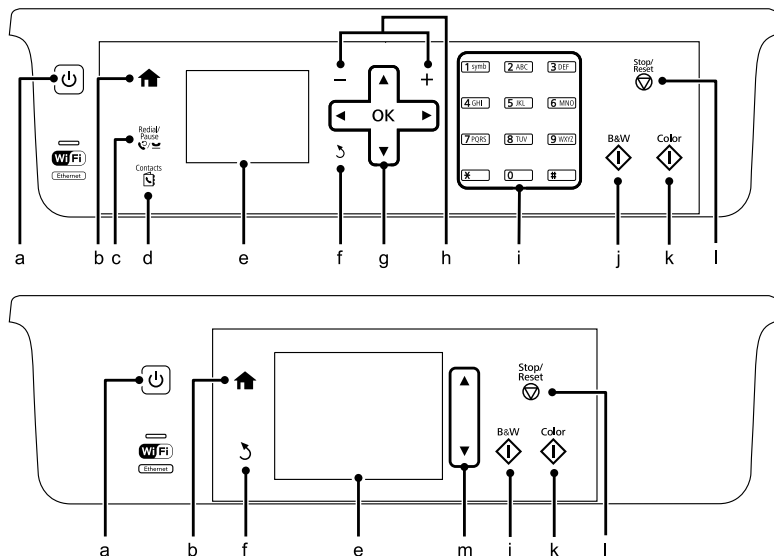 Stop/
Reset
1 symb 2 ABC 3 DEF
OK
4 GHI 5 JKL 6 MNO
Redial/
Pause
WiFi
Ethernet
7 PQRS 8 TUV 9 WXYZ
B&W Color
Contacts
* 0 #
a b c d e f g h i j k l
Stop/
Reset
B&W Color
WiFi
Ethernet
a b f e m j k l